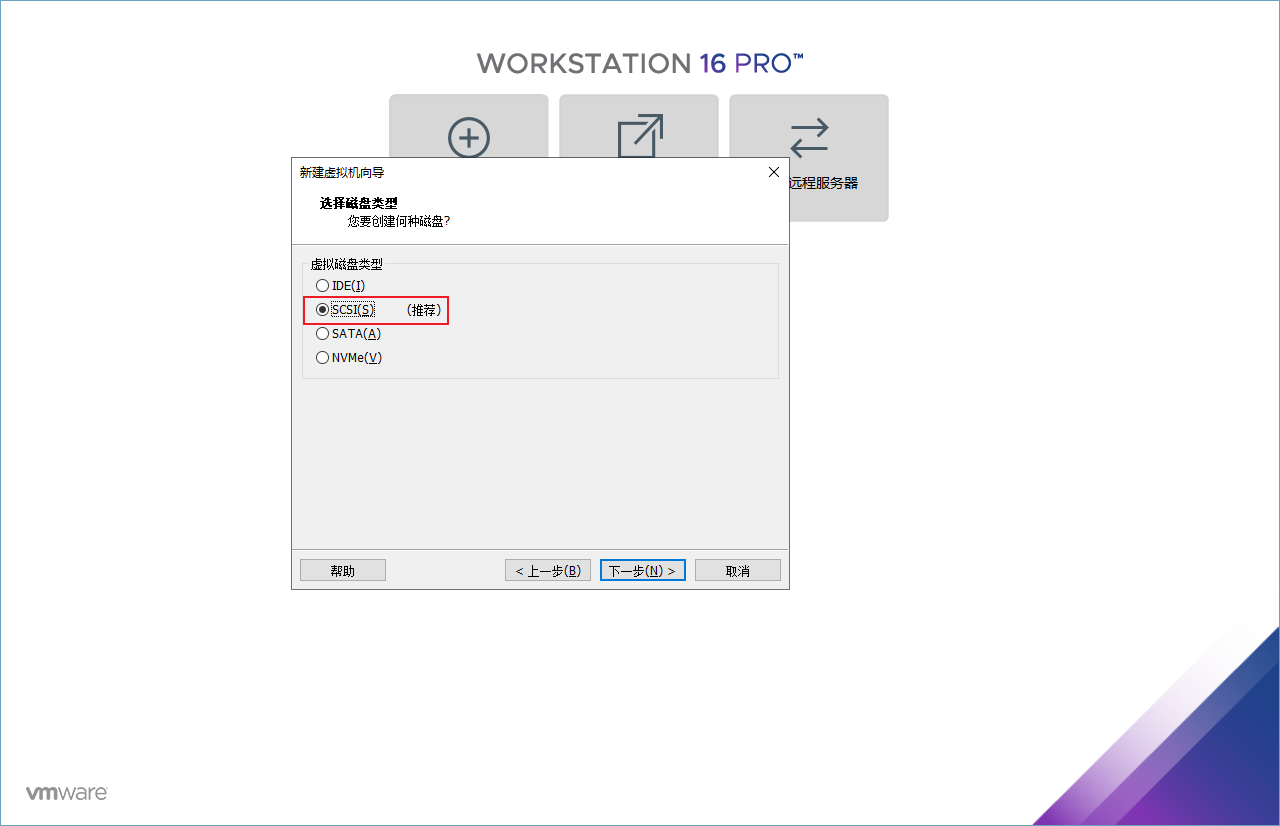 WORKSTATION 16 PRO™
远程服务器
新建虚拟机向导
选择磁盘类型
您要创建何种磁盘?
虚拟磁盘类型
IDE(I)
SCSI(S) (推荐)
SATA(A)
NVMe(V)
帮助 < 上一步(B) 下一步(N) > 取消
vmware